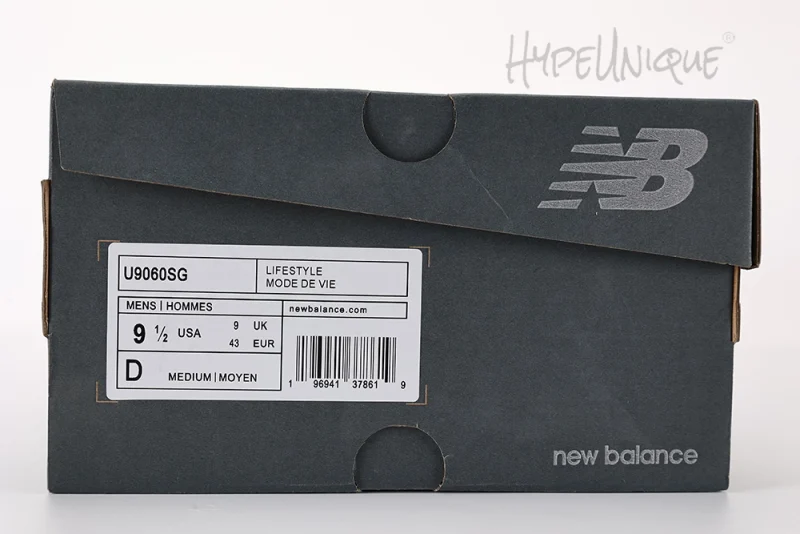 HYPEUNIQUE®
NB
U9060SG
LIFESTYLE
MODE DE VIE
MENS | HOMMES
newbalance.com
9 ½ USA
9 UK
43 EUR
D
MEDIUM | MOYEN
1 96941 37861 9
new balance